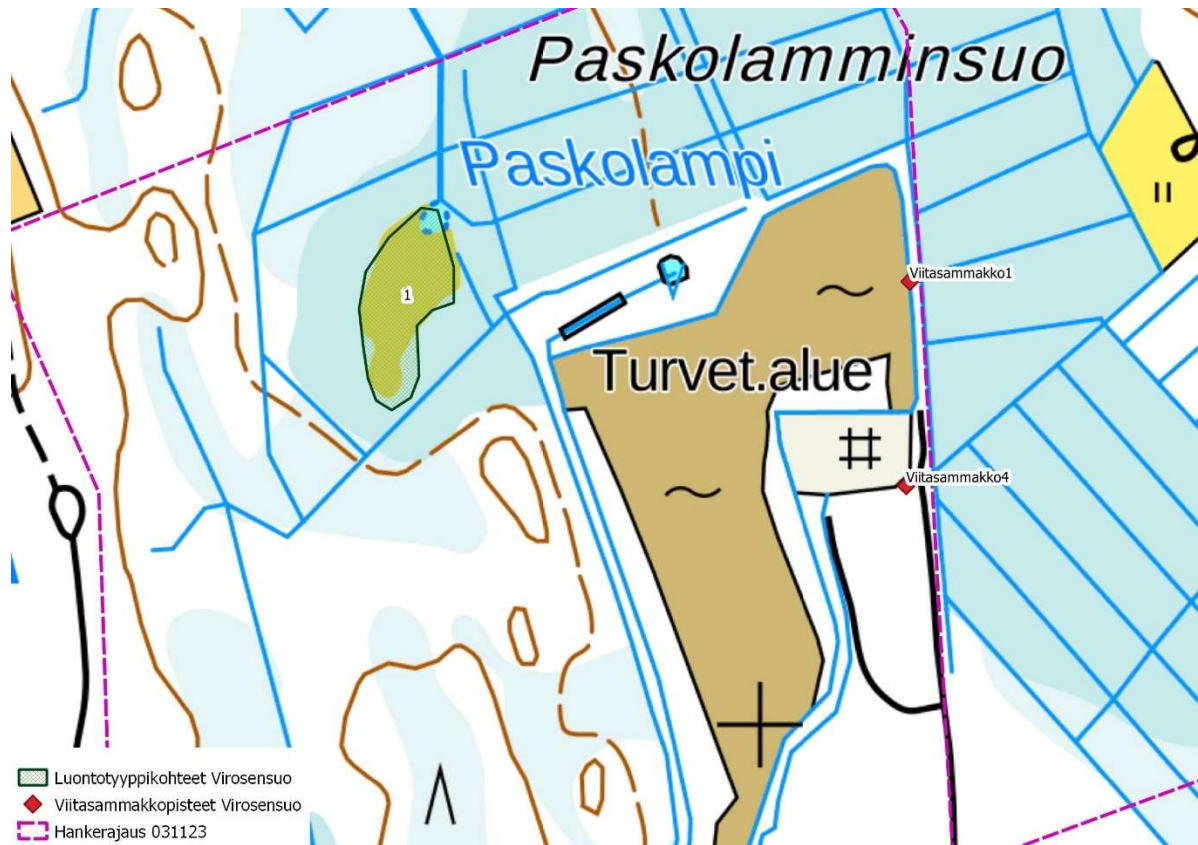 Paskolamminsuo
Paskolampi
1
Viitasammakko1
Turvet.alue
Viitasammakko4
Luontotyyppikohteet Virosensuo
Viitasammakkopisteet Virosensuo
Hankerajaus 031123